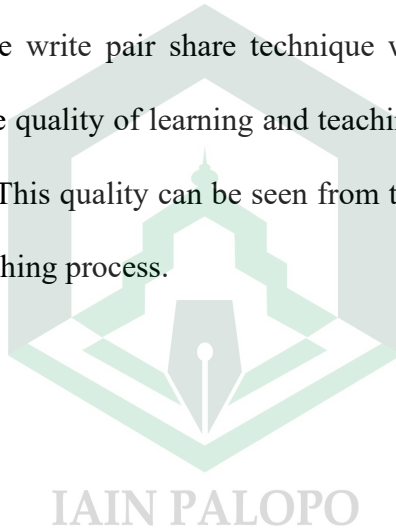 e write pair share technique w
e quality of learning and teachin
This quality can be seen from t
hing process.
IAIN PALOPO